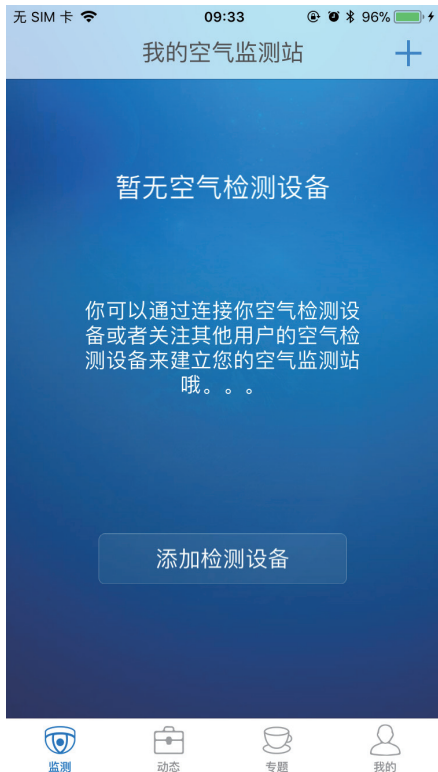 无 SIM 卡 09:33 96%
我的空气监测站
暂无空气检测设备
你可以通过连接你空气检测设
备或者关注其他用户的空气检
测设备来建立您的空气监测站
哦。。。
添加检测设备
监测 动态 专题 我的